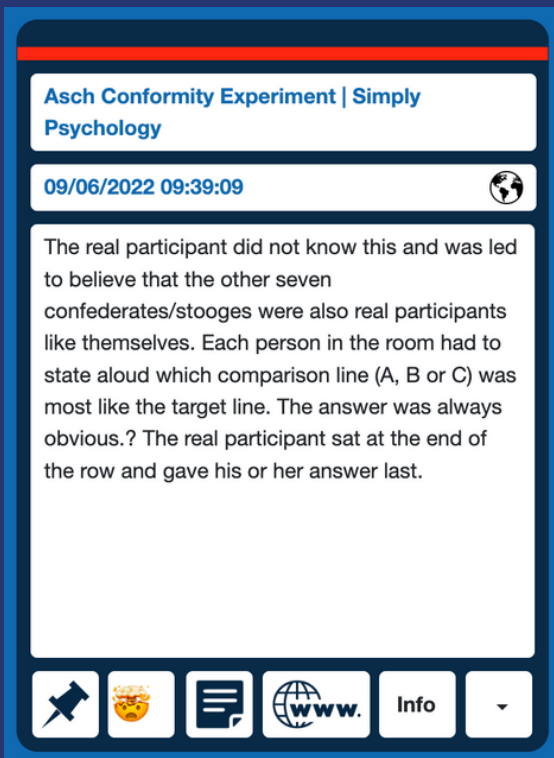 Asch Conformity Experiment | Simply
Psychology
09/06/2022 09:39:09
The real participant did not know this and was led
to believe that the other seven
confederates/stooges were also real participants
like themselves. Each person in the room had to
state aloud which comparison line (A, B or C) was
most like the target line. The answer was always
obvious.? The real participant sat at the end of
the row and gave his or her answer last.
www.
Info